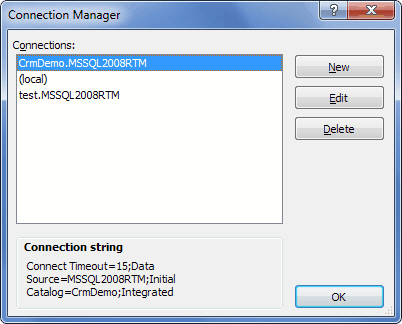 Connection Manager
Connections:
CrmDemo.MSSQL2008RTM
(local)
test.MSSQL2008RTM
New
Edit
Delete
Connection string
Connect Timeout=15;Data
Source=MSSQL2008RTM;Initial
Catalog=CrmDemo;Integrated
OK